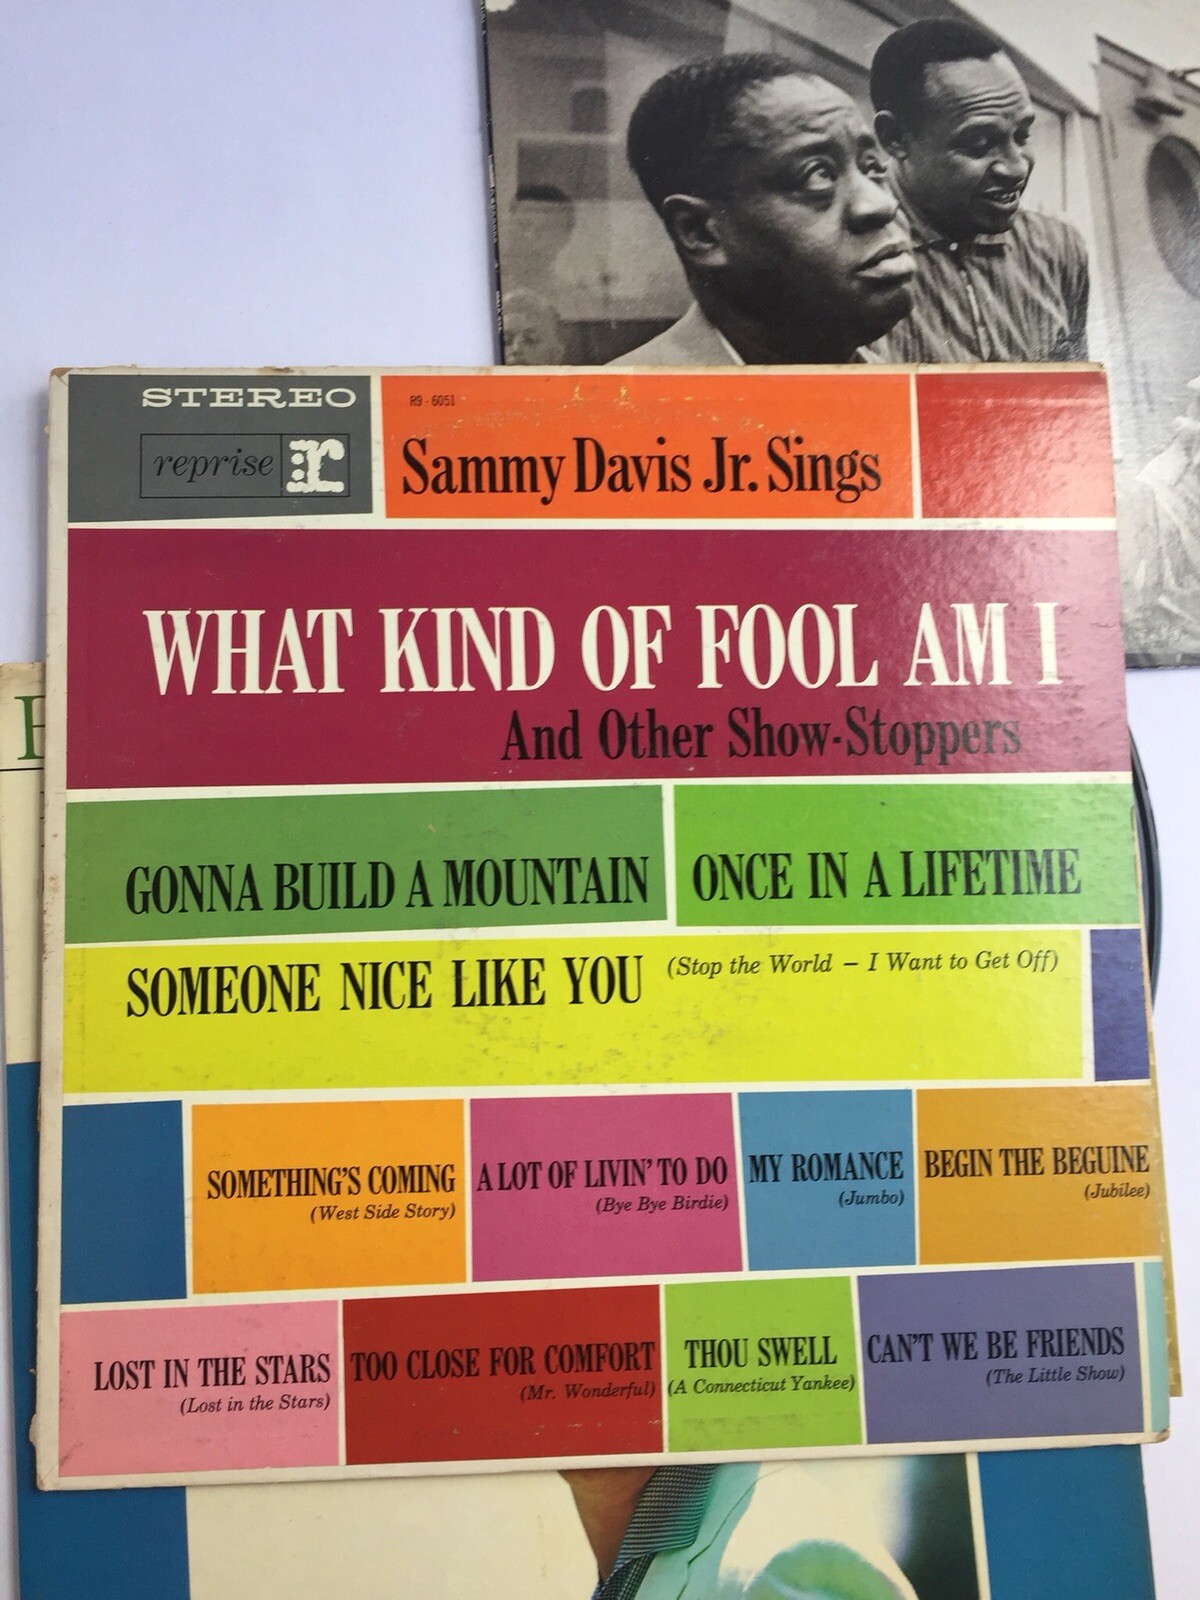 STEREO
reprise r
R9-6051
Sammy Davis Jr. Sings
WHAT KIND OF FOOL AM I
And Other Show-Stoppers
GONNA BUILD A MOUNTAIN
ONCE IN A LIFETIME
SOMEONE NICE LIKE YOU (Stop the World – I Want to Get Off)
SOMETHING'S COMING
(West Side Story)
A LOT OF LIVIN' TO DO
(Bye Bye Birdie)
MY ROMANCE
(Jumbo)
BEGIN THE BEGUINE
(Jubilee)
LOST IN THE STARS
(Lost in the Stars)
TOO CLOSE FOR COMFORT
(Mr. Wonderful)
THOU SWELL
(A Connecticut Yankee)
CAN'T WE BE FRIENDS
(The Little Show)